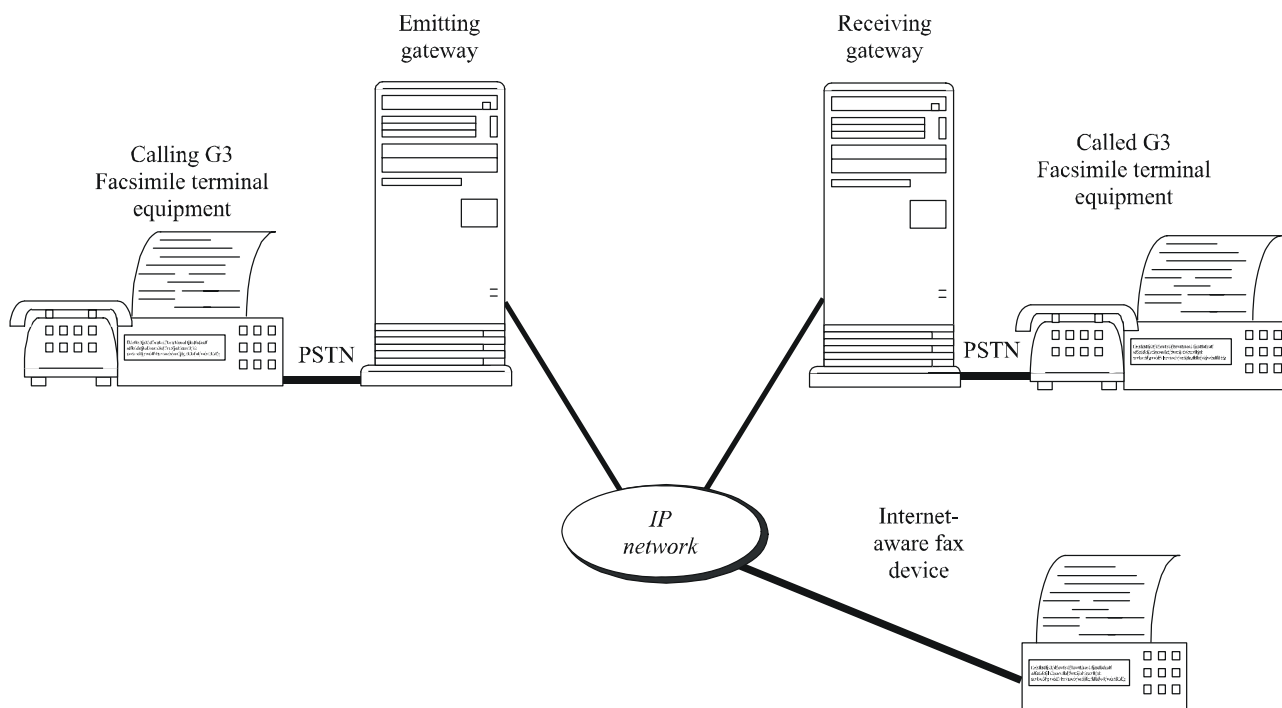 Emitting
gateway
Receiving
gateway
Calling G3
Facsimile terminal
equipment
Called G3
Facsimile terminal
equipment
PSTN
PSTN
IP
network
Internet-
aware fax
device